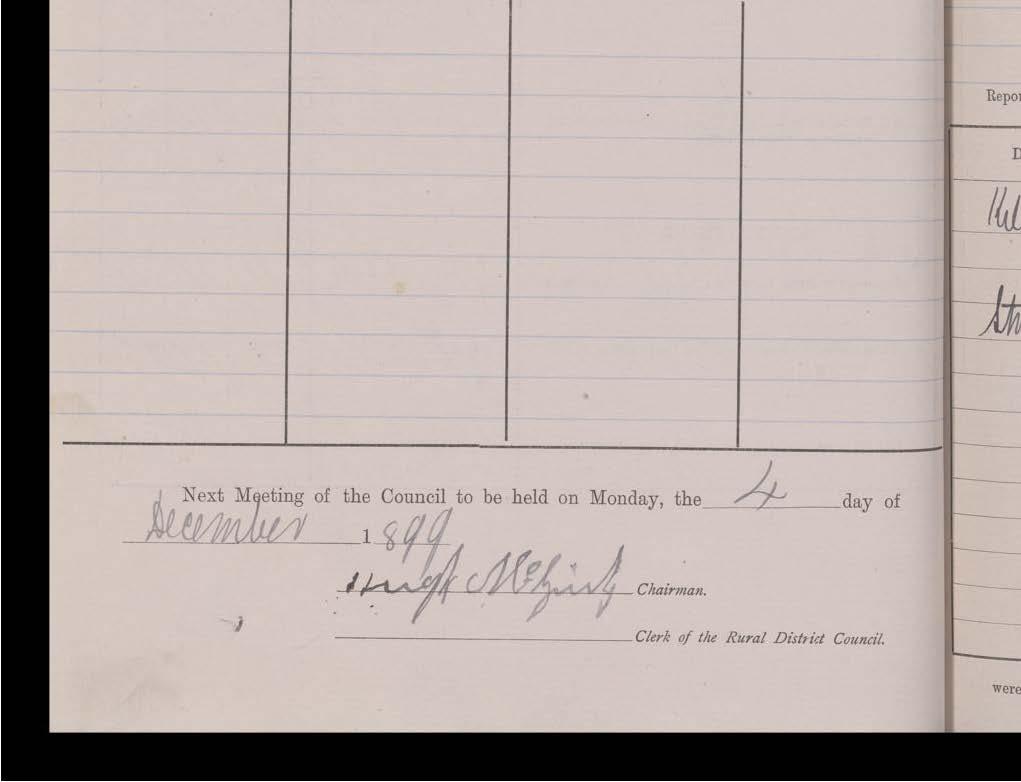 Next Meeting of the Council to be held on Monday, the 4 day of
December 1899
Hugh Chairman.
Clerk of the Rural District Council.
Repor
D
were